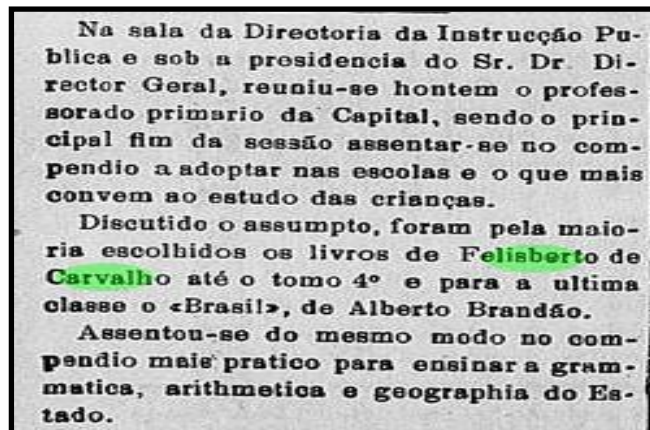 Na sala da Directoria da Instrucção Pu-
blica e sob a presidencia do Sr. Dr. Di-
rector Geral, reuniu-se hontem o profes-
sorado primario da Capital, sendo o prin-
cipal fim da sessão assentar-se no com-
pendio a adoptar nas escolas e o que mais
convem ao estudo das crianças.
Discutido o assumpto, foram pela maio-
ria escolhidos os livros de Felisberto de
Carvalho até o tomo 4º e para a ultima
classe o «Brasil», de Alberto Brandão.
Assentou-se do mesmo modo no com-
pendio mais pratico para ensinar a gram-
matica, arithmetica e geographia do Es-
tado.